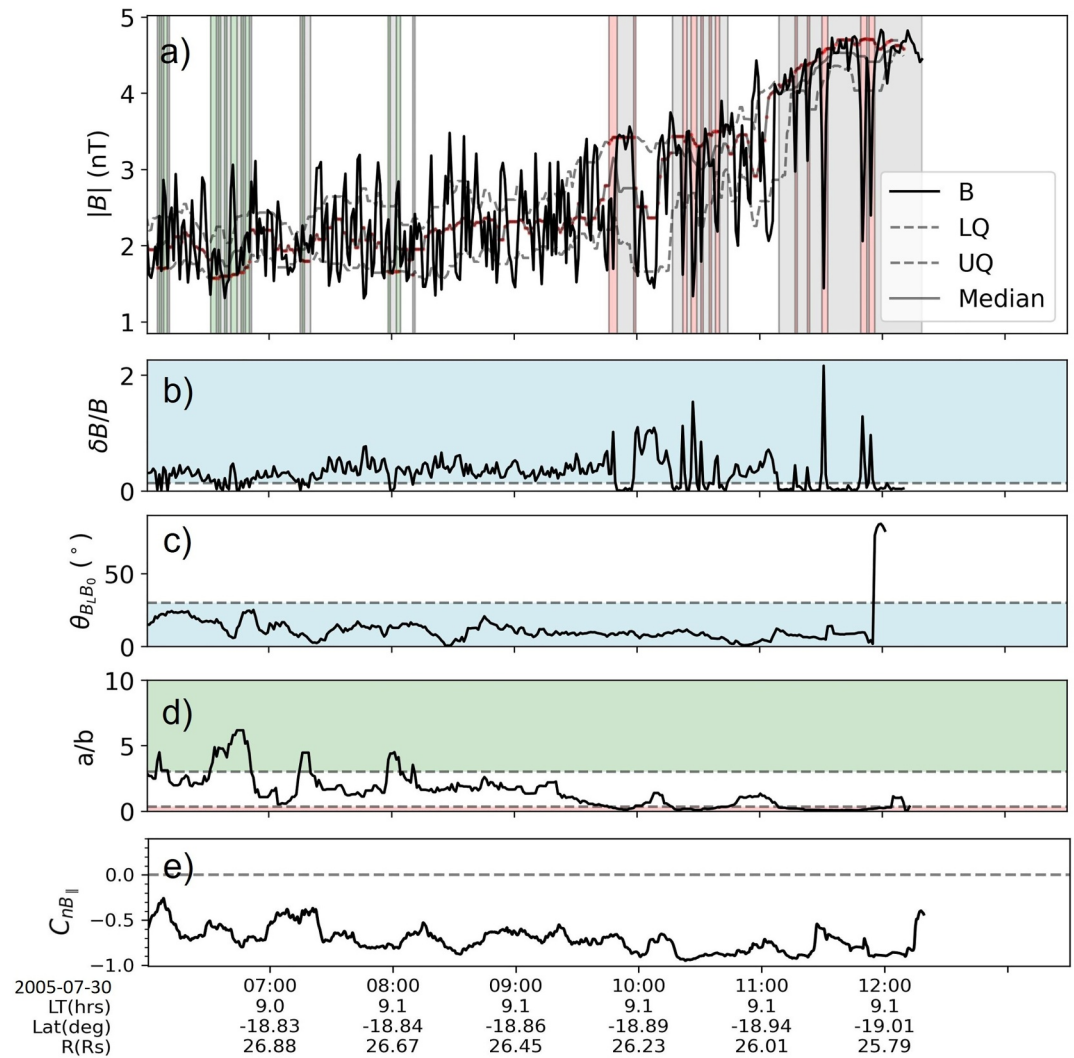 a)
|B| (nT)
5
4
3
2
1
B
LQ
UQ
Median
b)
δB/B
2
0
c)
θ_{B_L B_0} (°)
50
0
d)
a/b
10
5
0
e)
C_{nB_∥}
0.0
−0.5
−1.0
2005-07-30 07:00 08:00 09:00 10:00 11:00 12:00
LT(hrs) 9.0 9.1 9.1 9.1 9.1 9.1
Lat(deg) -18.83 -18.84 -18.86 -18.89 -18.94 -19.01
R(Rs) 26.88 26.67 26.45 26.23 26.01 25.79